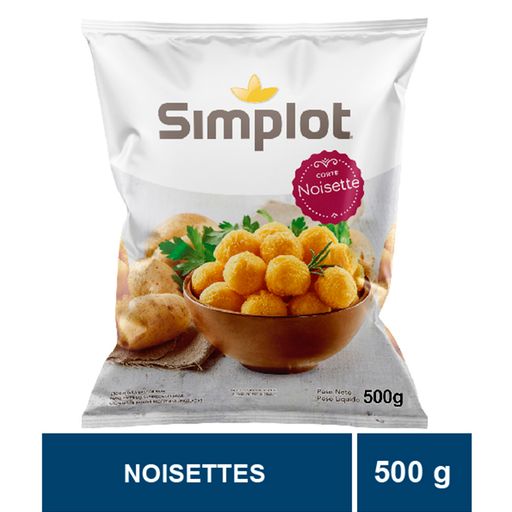 Simplot
CORTE
Noisette
Peso Neto
Peso Líquido 500g
NOISETTES
500 g